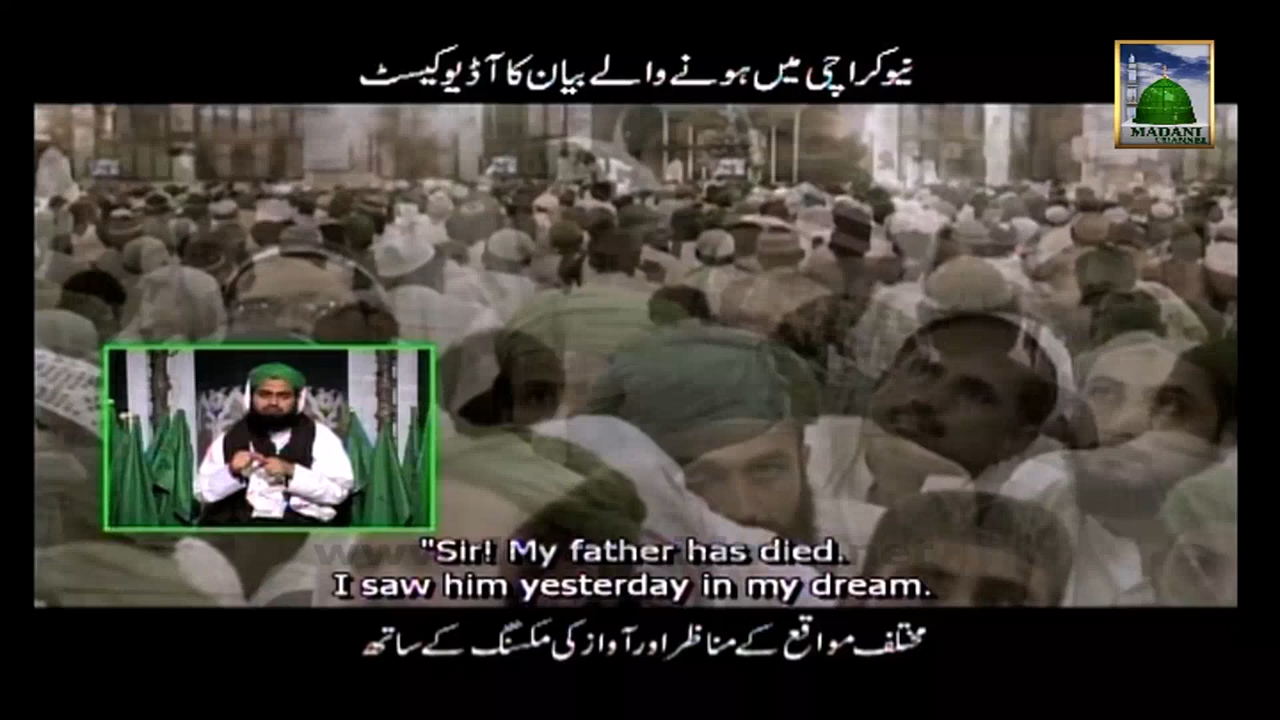 نیو کراچی میں ہونے والے بیان کا آڈیو کیسٹ
MADANI
CHANNEL
"Sir! My father has died.
I saw him yesterday in my dream.
مختلف مواقع کے مناظر اور آواز کی مکسنگ کے ساتھ